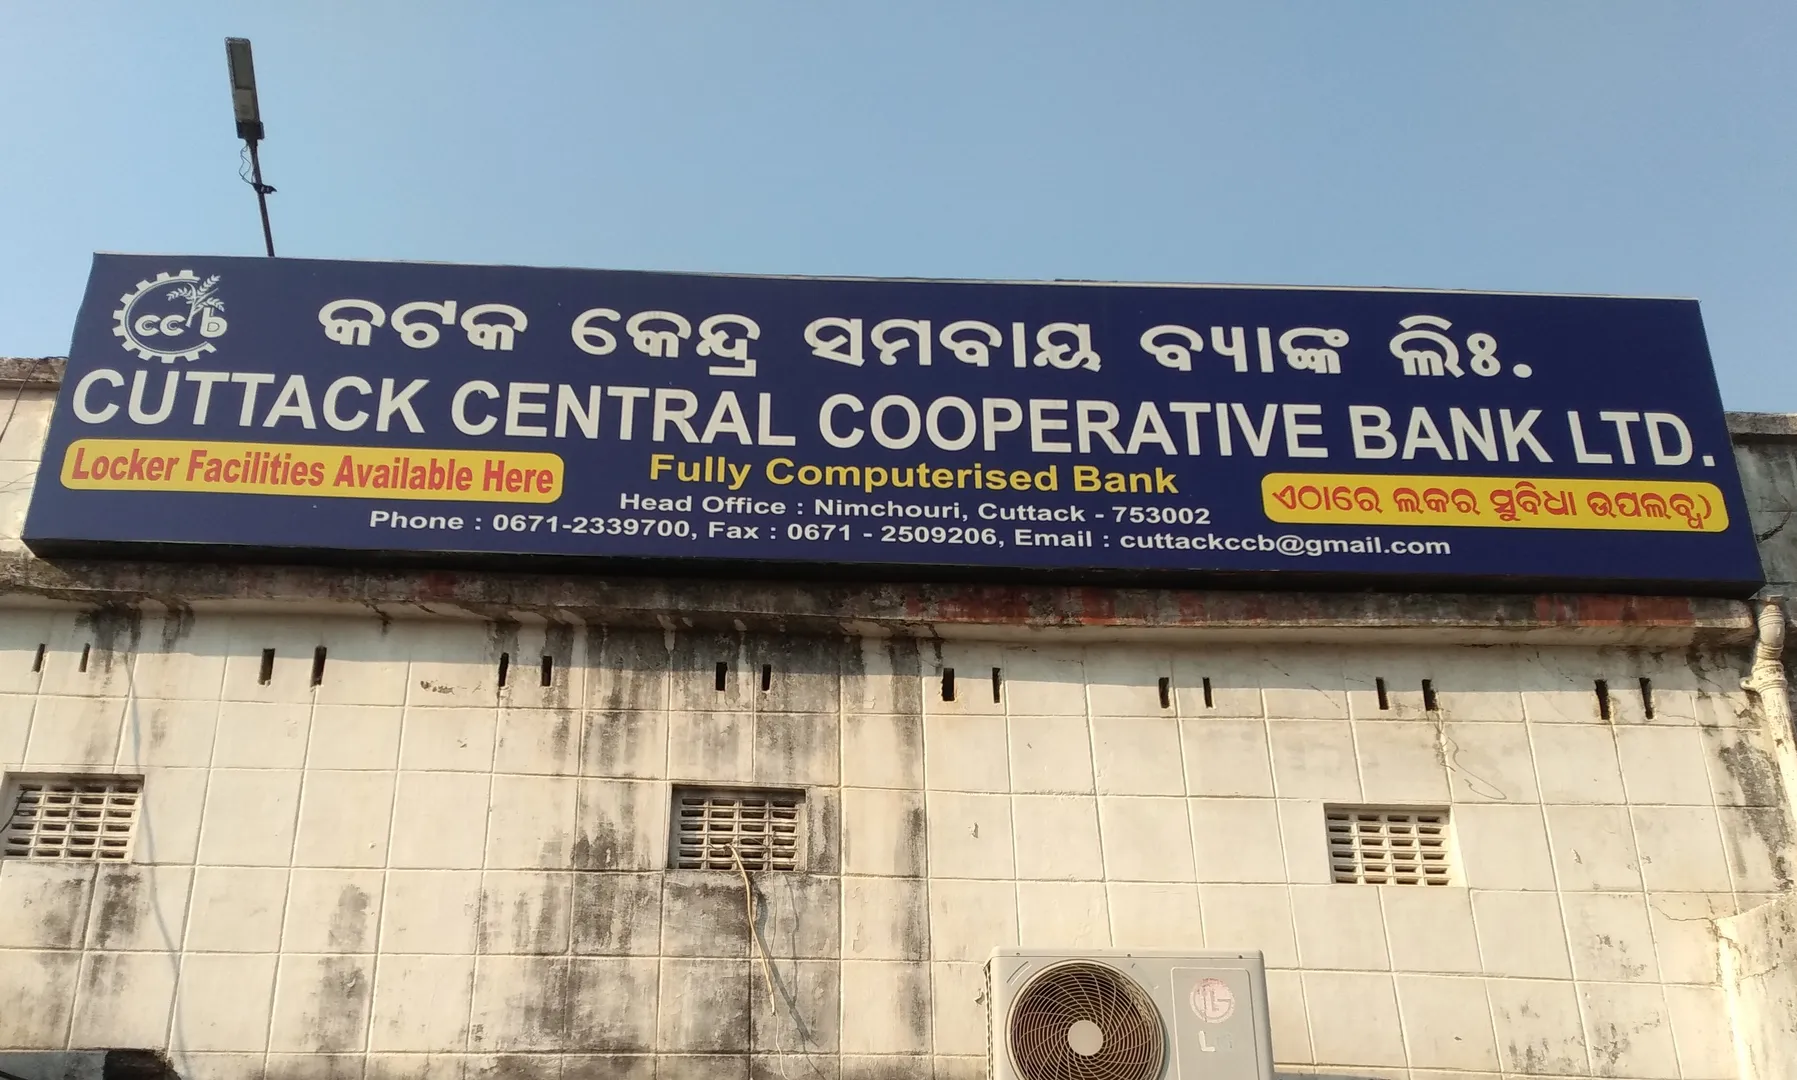 ccb
କଟକ କେନ୍ଦ୍ର ସମବାୟ ବ୍ୟାଙ୍କ ଲିଃ.
CUTTACK CENTRAL COOPERATIVE BANK LTD.
Locker Facilities Available Here
Fully Computerised Bank
ଏଠାରେ ଲକର ସୁବିଧା ଉପଲବ୍ଧ)
Head Office : Nimchouri, Cuttack - 753002
Phone : 0671-2339700, Fax : 0671 - 2509206, Email : cuttackccb@gmail.com